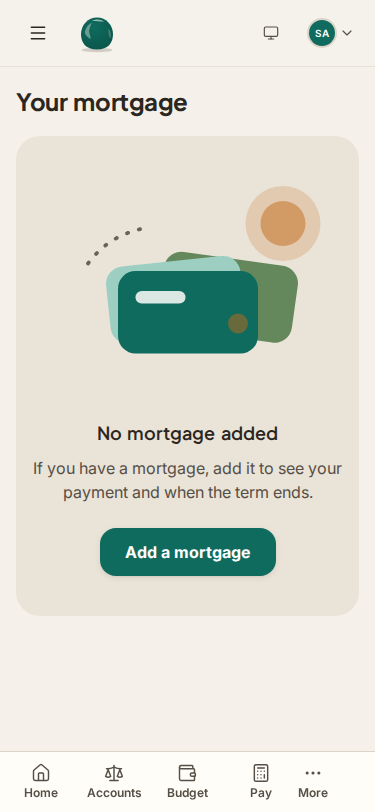 SA
Your mortgage
No mortgage added
If you have a mortgage, add it to see your
payment and when the term ends.
Add a mortgage
Home Accounts Budget Pay More